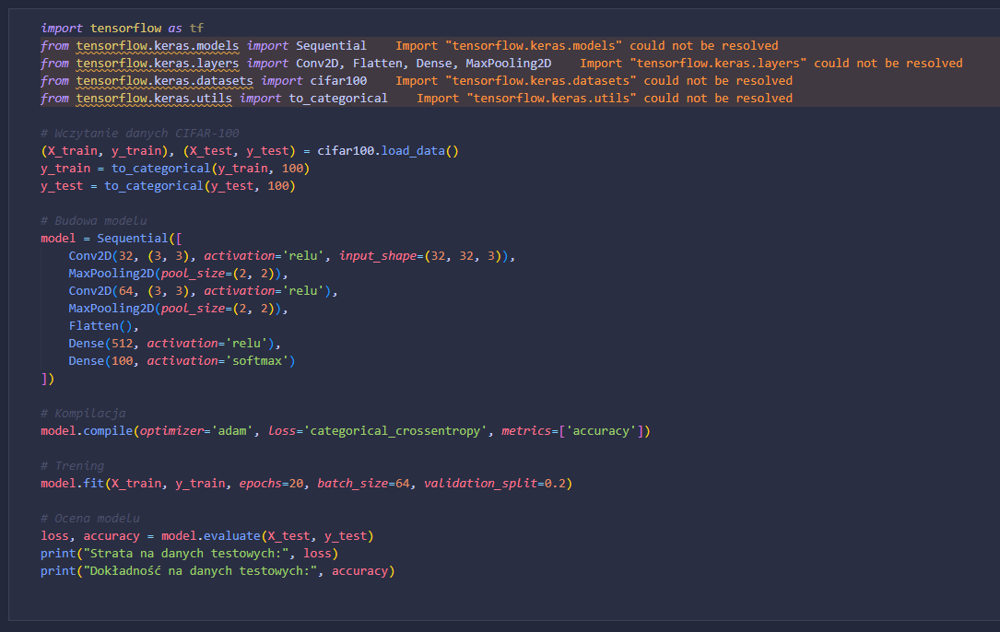 import tensorflow as tf
from tensorflow.keras.models import Sequential    Import "tensorflow.keras.models" could not be resolved
from tensorflow.keras.layers import Conv2D, Flatten, Dense, MaxPooling2D    Import "tensorflow.keras.layers" could not be resolved
from tensorflow.keras.datasets import cifar100    Import "tensorflow.keras.datasets" could not be resolved
from tensorflow.keras.utils import to_categorical    Import "tensorflow.keras.utils" could not be resolved

# Wczytanie danych CIFAR-100
(X_train, y_train), (X_test, y_test) = cifar100.load_data()
y_train = to_categorical(y_train, 100)
y_test = to_categorical(y_test, 100)

# Budowa modelu
model = Sequential([
    Conv2D(32, (3, 3), activation='relu', input_shape=(32, 32, 3)),
    MaxPooling2D(pool_size=(2, 2)),
    Conv2D(64, (3, 3), activation='relu'),
    MaxPooling2D(pool_size=(2, 2)),
    Flatten(),
    Dense(512, activation='relu'),
    Dense(100, activation='softmax')
])

# Kompilacja
model.compile(optimizer='adam', loss='categorical_crossentropy', metrics=['accuracy'])

# Trening
model.fit(X_train, y_train, epochs=20, batch_size=64, validation_split=0.2)

# Ocena modelu
loss, accuracy = model.evaluate(X_test, y_test)
print("Strata na danych testowych:", loss)
print("Dokładność na danych testowych:", accuracy)